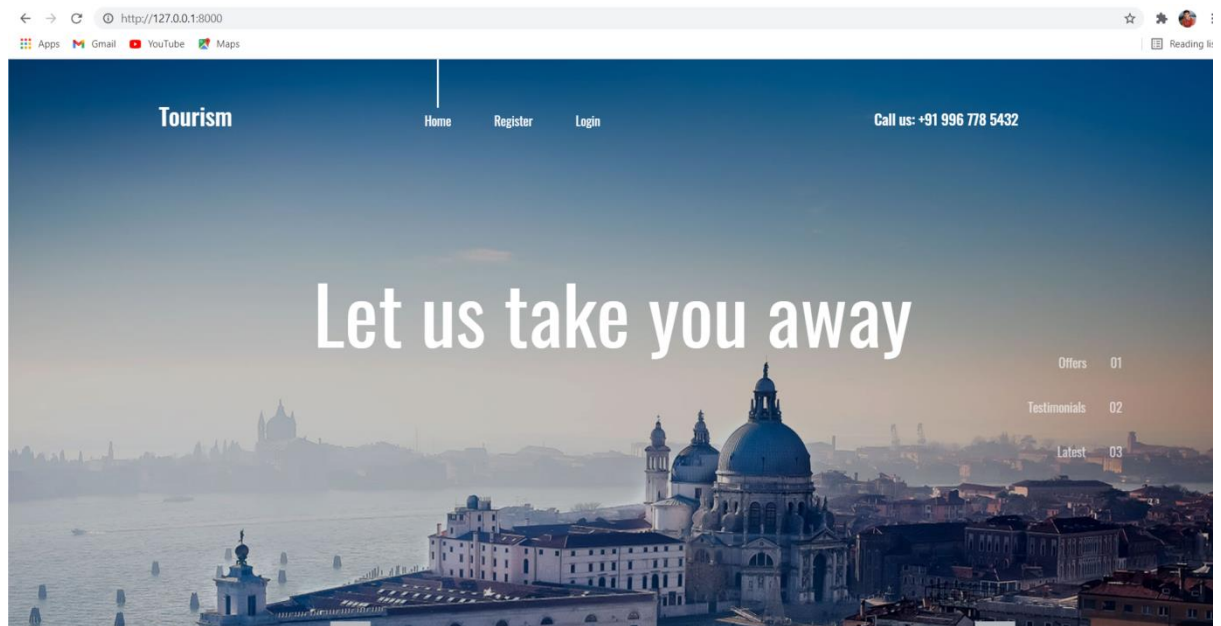 http://127.0.0.1:8000
Apps Gmail YouTube Maps Reading lis
Tourism Home Register Login Call us: +91 996 778 5432
Let us take you away
Offers 01
Testimonials 02
Latest 03